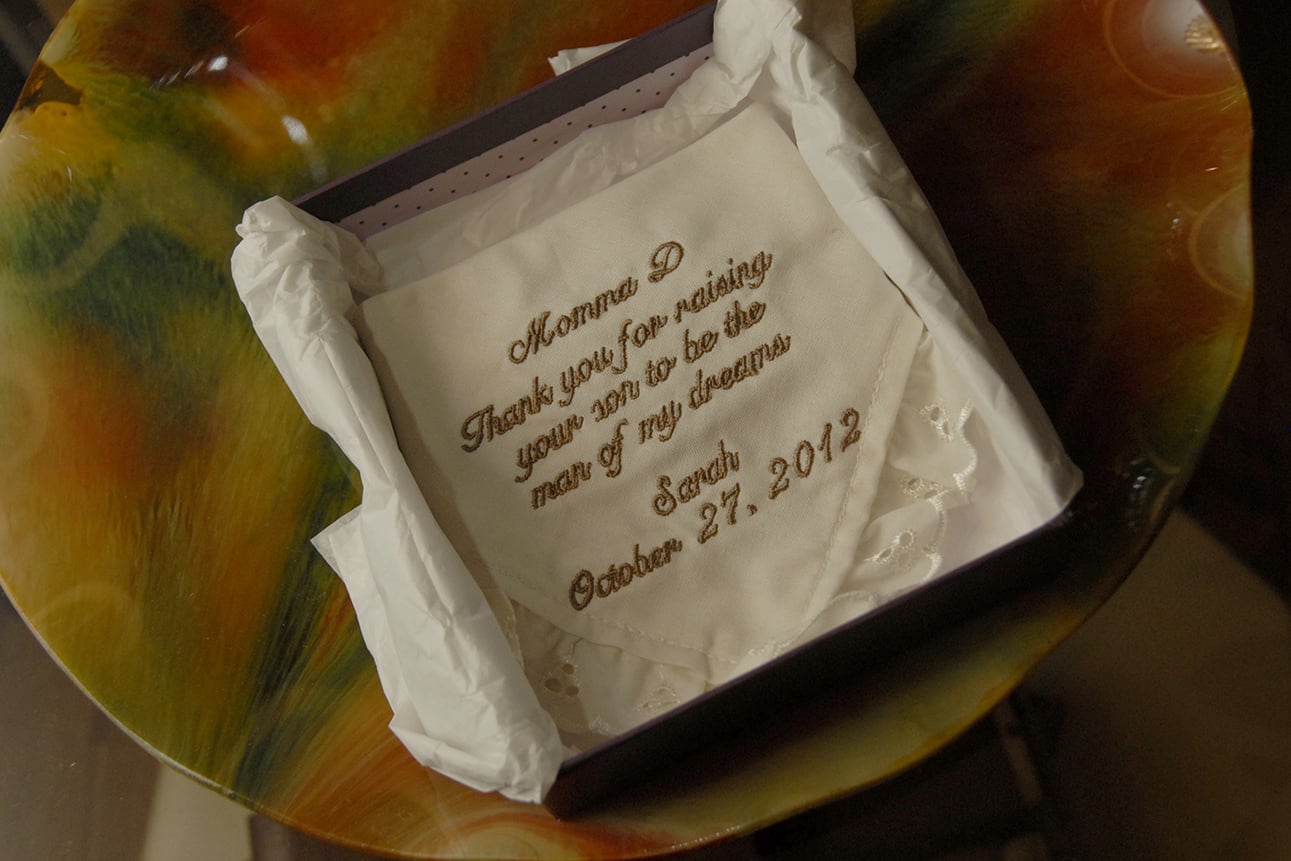 Momma D
Thank you for raising
your son to be the
man of my dreams
Sarah
October 27, 2012